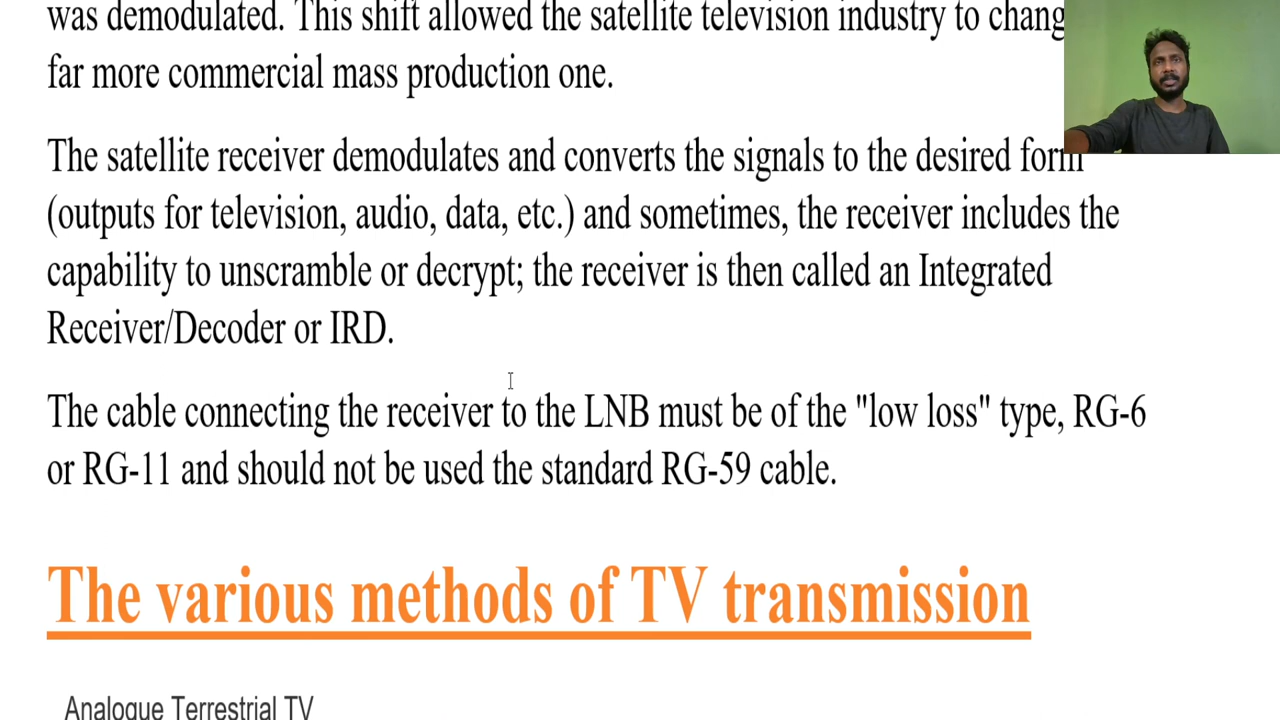 was demodulated. This shift allowed the satellite television industry to
far more commercial mass production one.
The satellite receiver demodulates and converts the signals to the desired form
(outputs for television, audio, data, etc.) and sometimes, the receiver includes the
capability to unscramble or decrypt; the receiver is then called an Integrated
Receiver/Decoder or IRD.
The cable connecting the receiver to the LNB must be of the "low loss" type, RG-6
or RG-11 and should not be used the standard RG-59 cable.
The various methods of TV transmission
Analogue Terrestrial TV